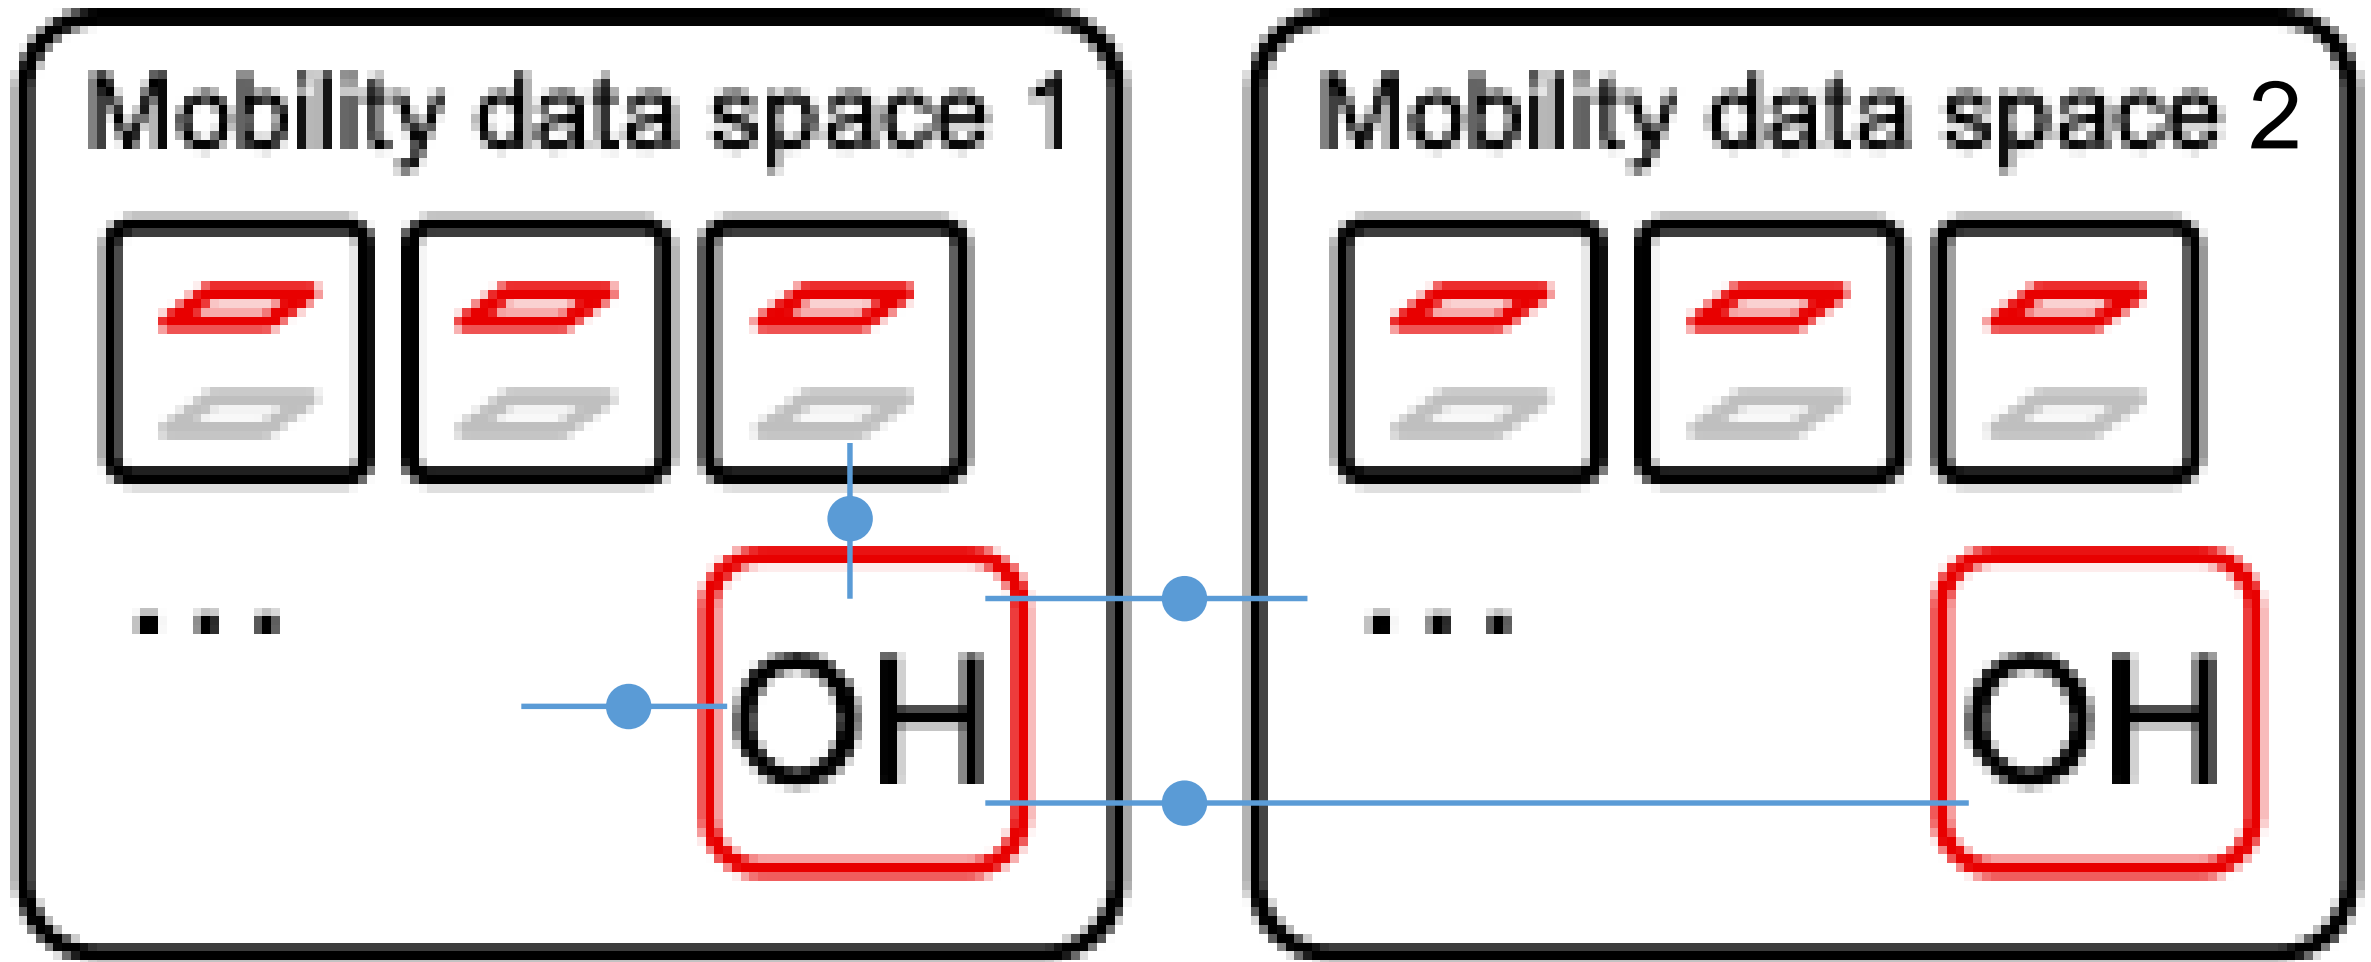 Mobility data space 1
Mobility data space 2
...
OH
...
OH